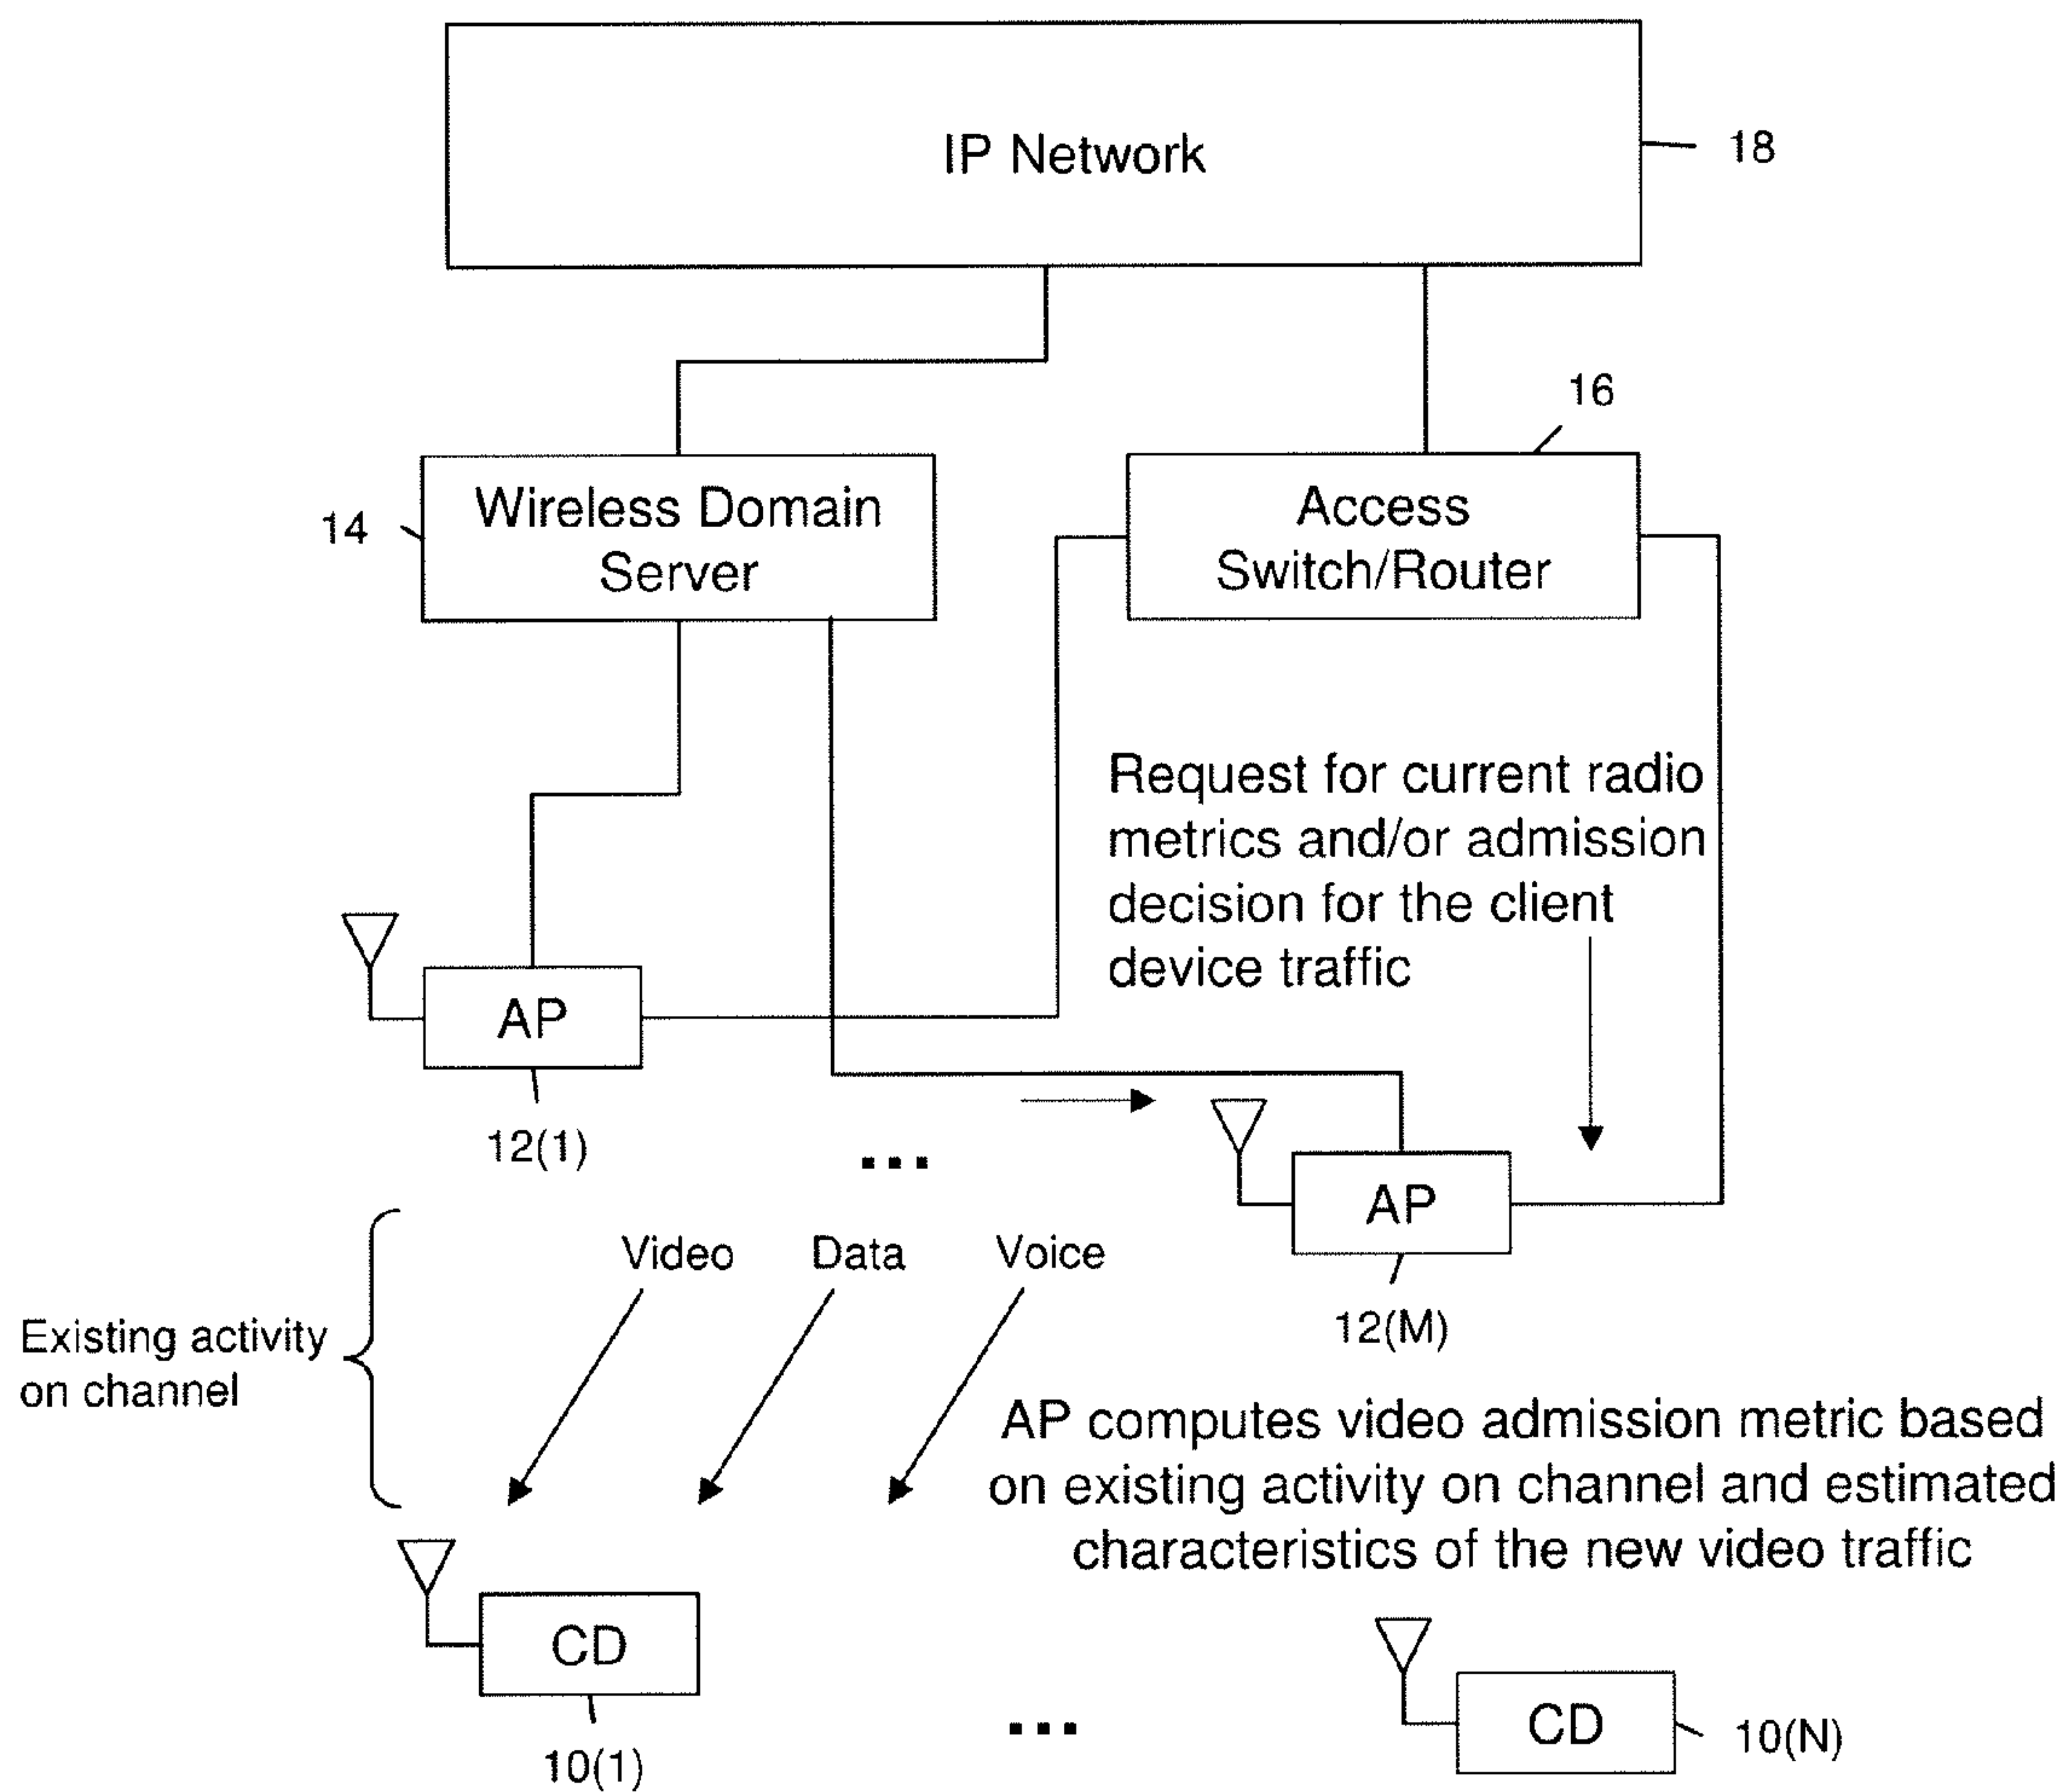 IP Network
18
16
14
Wireless Domain
Server
Access
Switch/Router
Request for current radio
metrics and/or admission
decision for the client
device traffic
AP
12(1)
...
AP
12(M)
Video
Data
Voice
Existing activity
on channel
AP computes video admission metric based
on existing activity on channel and estimated
characteristics of the new video traffic
CD
10(1)
...
CD
10(N)